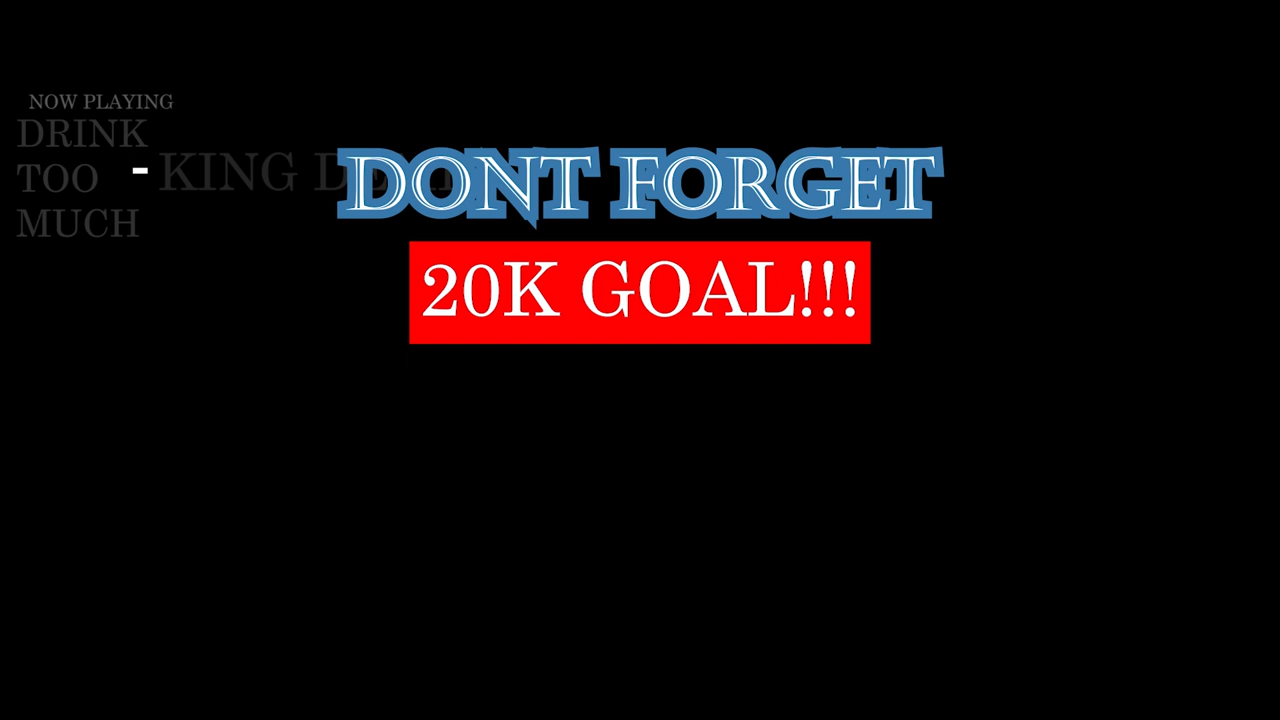 NOW PLAYING
DRINK
TOO
MUCH
- KING
DONT FORGET
20K GOAL!!!